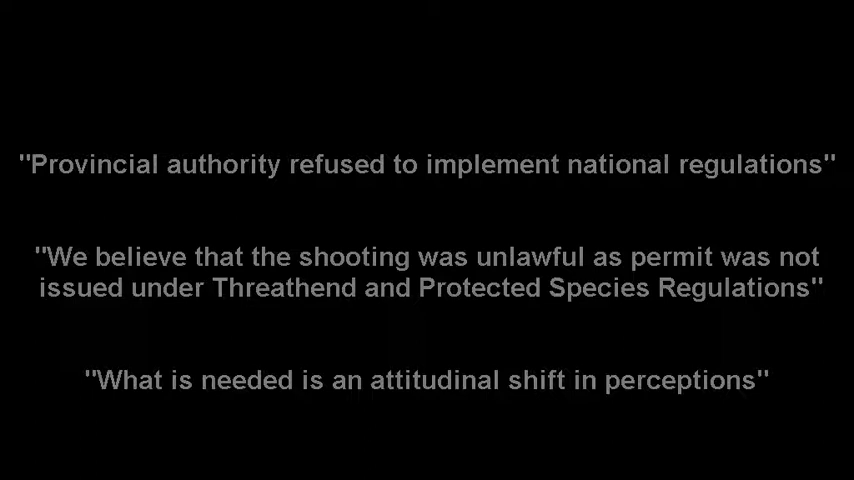 "Provincial authority refused to implement national regulations"
"We believe that the shooting was unlawful as permit was not
issued under Threathend and Protected Species Regulations"
"What is needed is an attitudinal shift in perceptions"